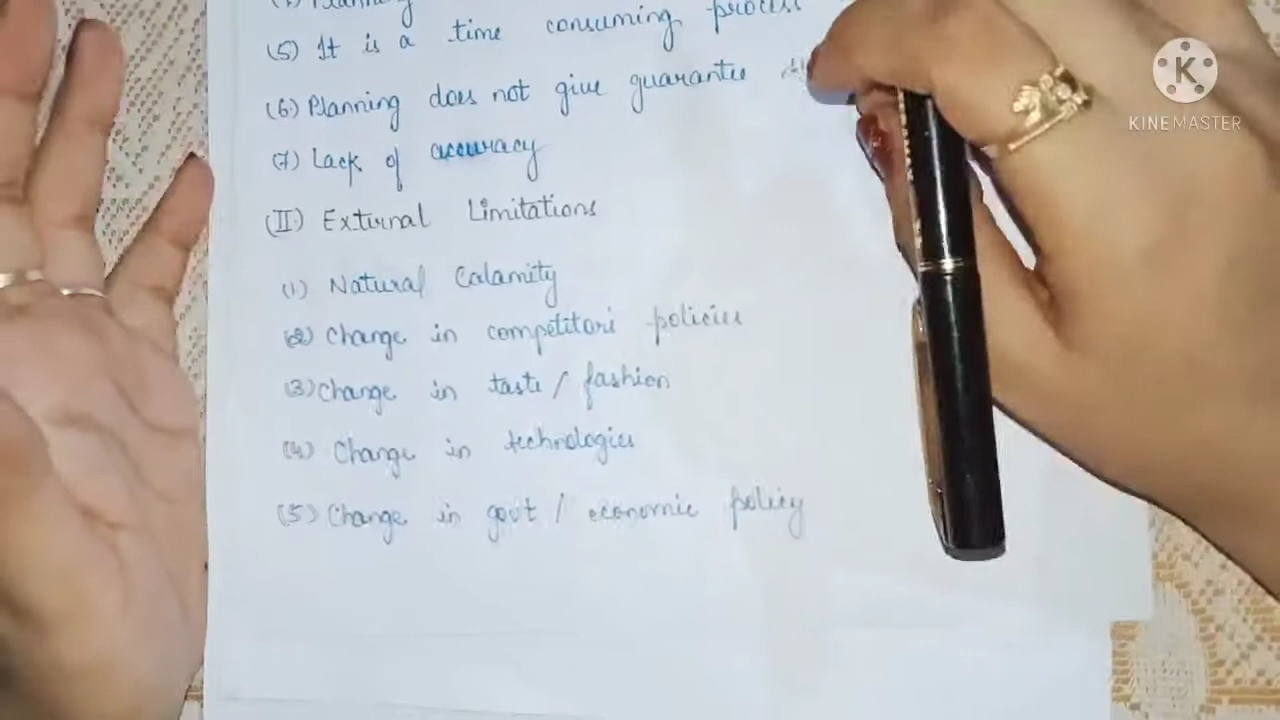 Planning
(5) It is a time consuming process
(6) Planning does not give guarantee
(7) Lack of accuracy
(II) External Limitations
(1) Natural Calamity
(2) Change in competitors policies
(3) Change in taste / fashion
(4) Change in technologies
(5) Change in govt / economic policy
K
KINEMASTER